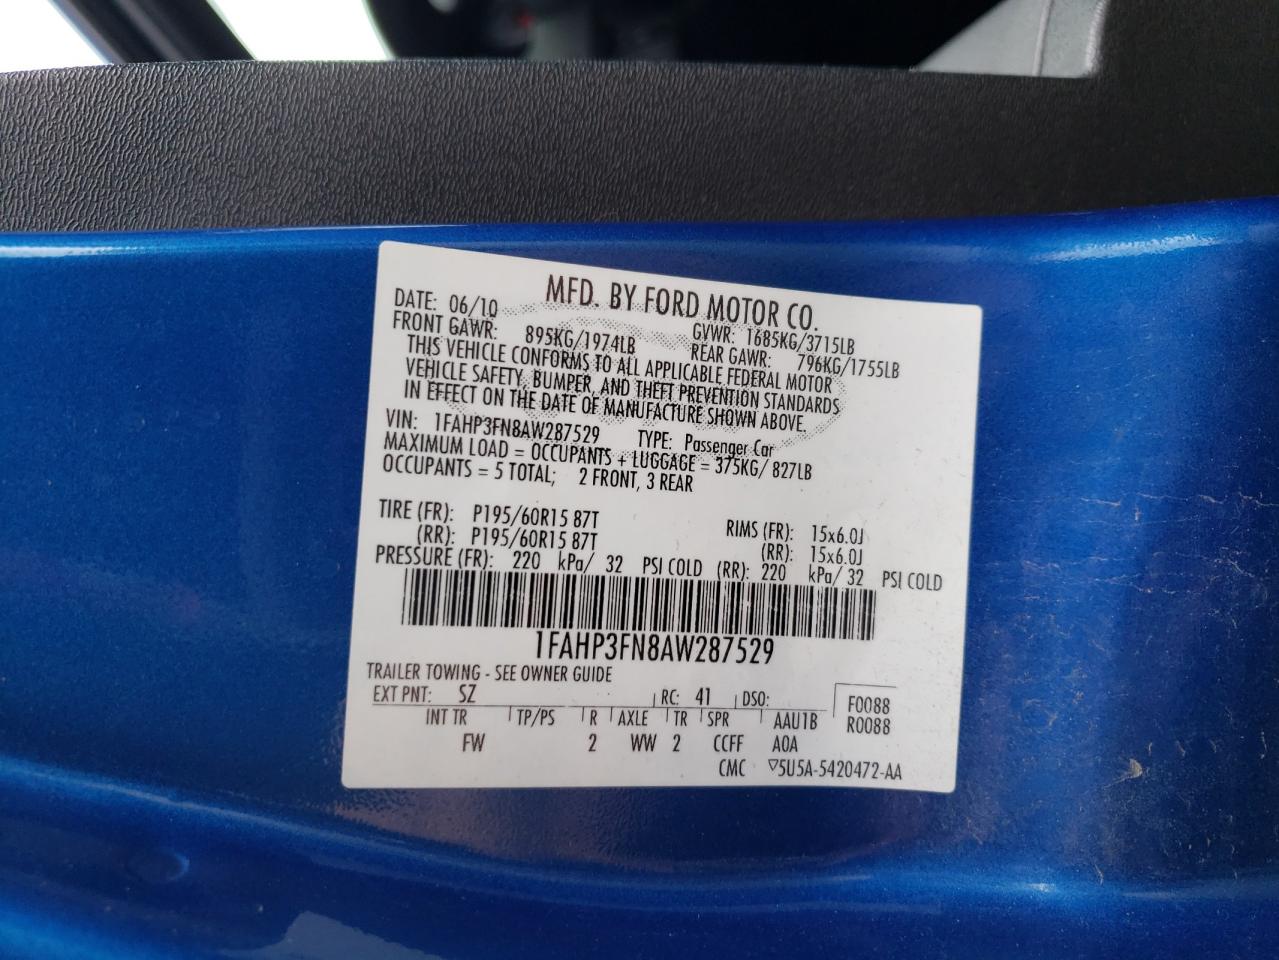 MFD. BY FORD MOTOR CO.
DATE: 06/10 GVWR: 1685KG/3715LB
FRONT GAWR: 895KG/1974LB REAR GAWR: 796KG/1755LB
THIS VEHICLE CONFORMS TO ALL APPLICABLE FEDERAL MOTOR
VEHICLE SAFETY, BUMPER, AND THEFT PREVENTION STANDARDS
IN EFFECT ON THE DATE OF MANUFACTURE SHOWN ABOVE.
VIN: 1FAHP3FN8AW287529 TYPE: Passenger Car
MAXIMUM LOAD = OCCUPANTS + LUGGAGE = 375KG/ 827LB
OCCUPANTS = 5 TOTAL; 2 FRONT, 3 REAR
TIRE (FR): P195/60R15 87T RIMS (FR): 15x6.0J
(RR): P195/60R15 87T (RR): 15x6.0J
PRESSURE (FR): 220 kPa/ 32 PSI COLD (RR): 220 kPa/ 32 PSI COLD
1FAHP3FN8AW287529
TRAILER TOWING - SEE OWNER GUIDE
EXT PNT: SZ RC: 41 DSO: F0088
INT TR TP/PS R AXLE TR SPR AAU1B R0088
FW 2 WW 2 CCFF A0A
CMC ▽5U5A-5420472-AA